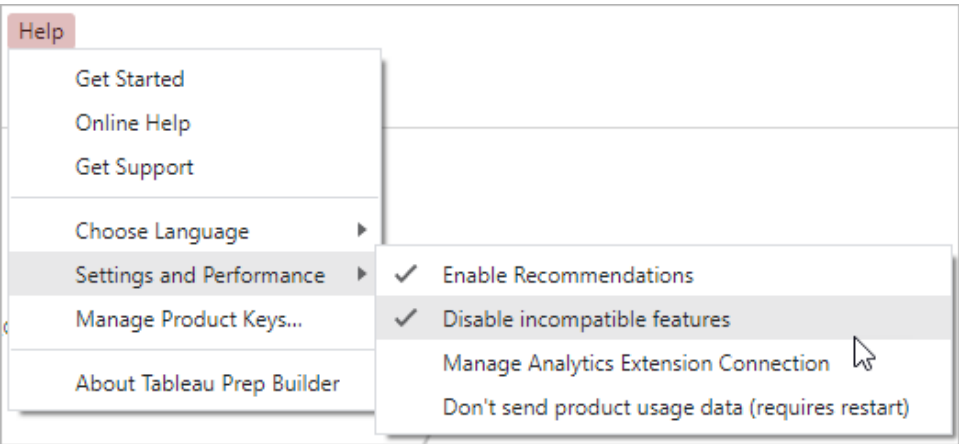 Help
Get Started
Online Help
Get Support
Choose Language
Settings and Performance
Manage Product Keys...
About Tableau Prep Builder
Enable Recommendations
Disable incompatible features
Manage Analytics Extension Connection
Don't send product usage data (requires restart)